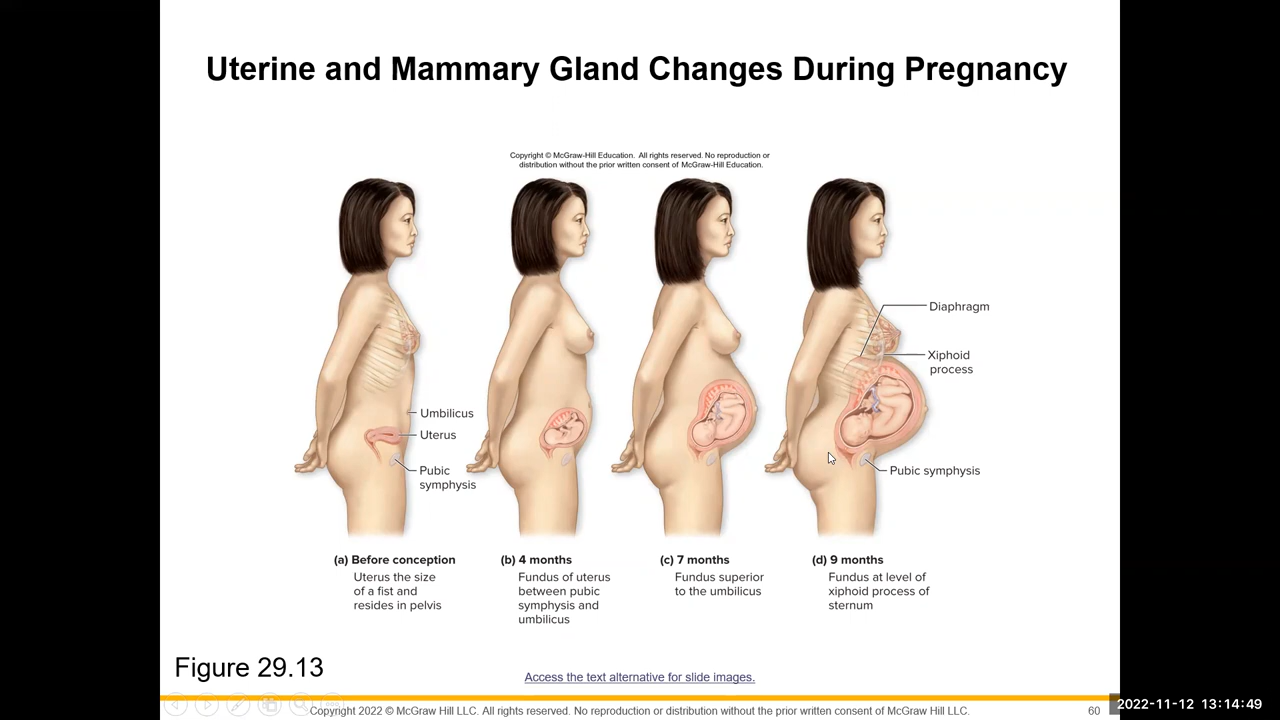 Uterine and Mammary Gland Changes During Pregnancy
Copyright © McGraw-Hill Education. All rights reserved. No reproduction or
distribution without the prior written consent of McGraw-Hill Education.
Umbilicus
Uterus
Pubic
symphysis
Diaphragm
Xiphoid
process
Pubic symphysis
(a) Before conception
Uterus the size
of a fist and
resides in pelvis
(b) 4 months
Fundus of uterus
between pubic
symphysis and
umbilicus
(c) 7 months
Fundus superior
to the umbilicus
(d) 9 months
Fundus at level of
xiphoid process of
sternum
Figure 29.13
Access the text alternative for slide images.
Copyright 2022 © McGraw Hill LLC. All rights reserved. No reproduction or distribution without the prior written consent of McGraw Hill LLC.
60
2022-11-12 13:14:49